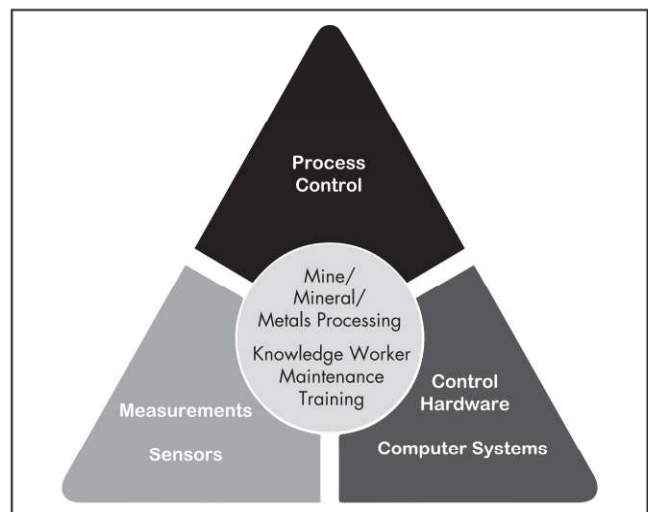 Process
Control
Mine/
Mineral/
Metals Processing
Knowledge Worker
Maintenance
Training
Measurements
Sensors
Control
Hardware
Computer Systems